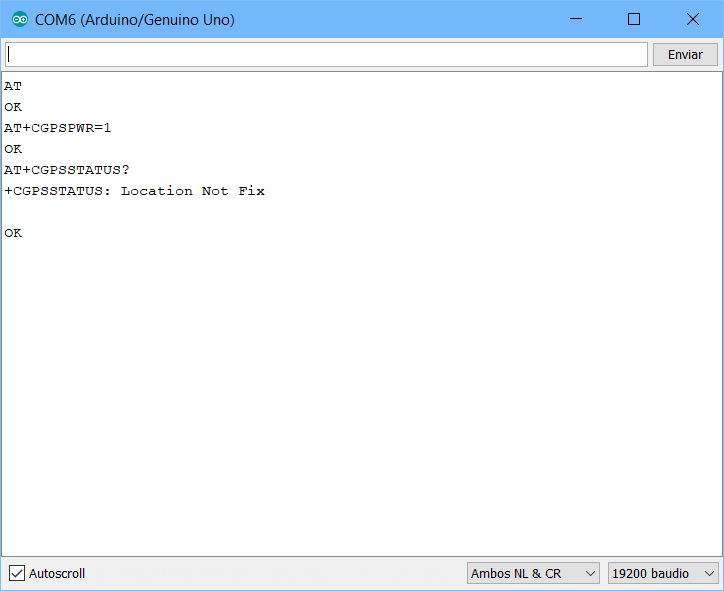 COM6 (Arduino/Genuino Uno)
Enviar
AT
OK
AT+CGPSPWR=1
OK
AT+CGPSSTATUS?
+CGPSSTATUS: Location Not Fix
OK
Autoscroll
Ambos NL & CR
19200 baudio